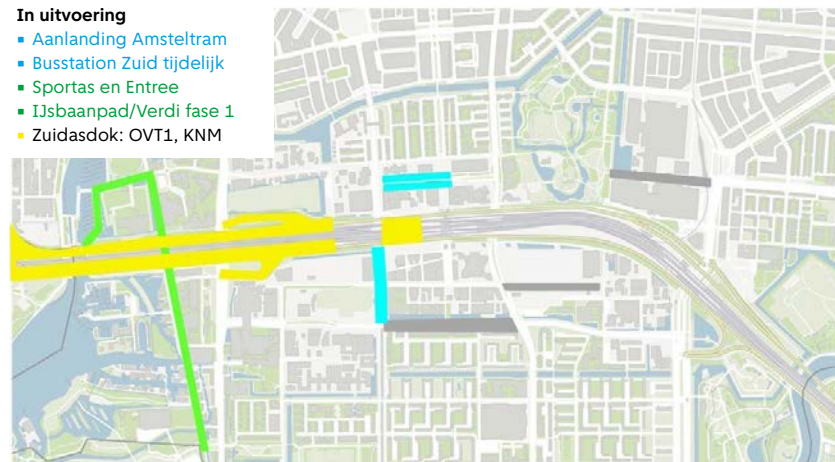 In uitvoering
▪ Aanlanding Amsteltram
▪ Busstation Zuid tijdelijk
▪ Sportas en Entree
▪ IJsbaanpad/Verdi fase 1
▪ Zuidasdok: OVT1, KNM